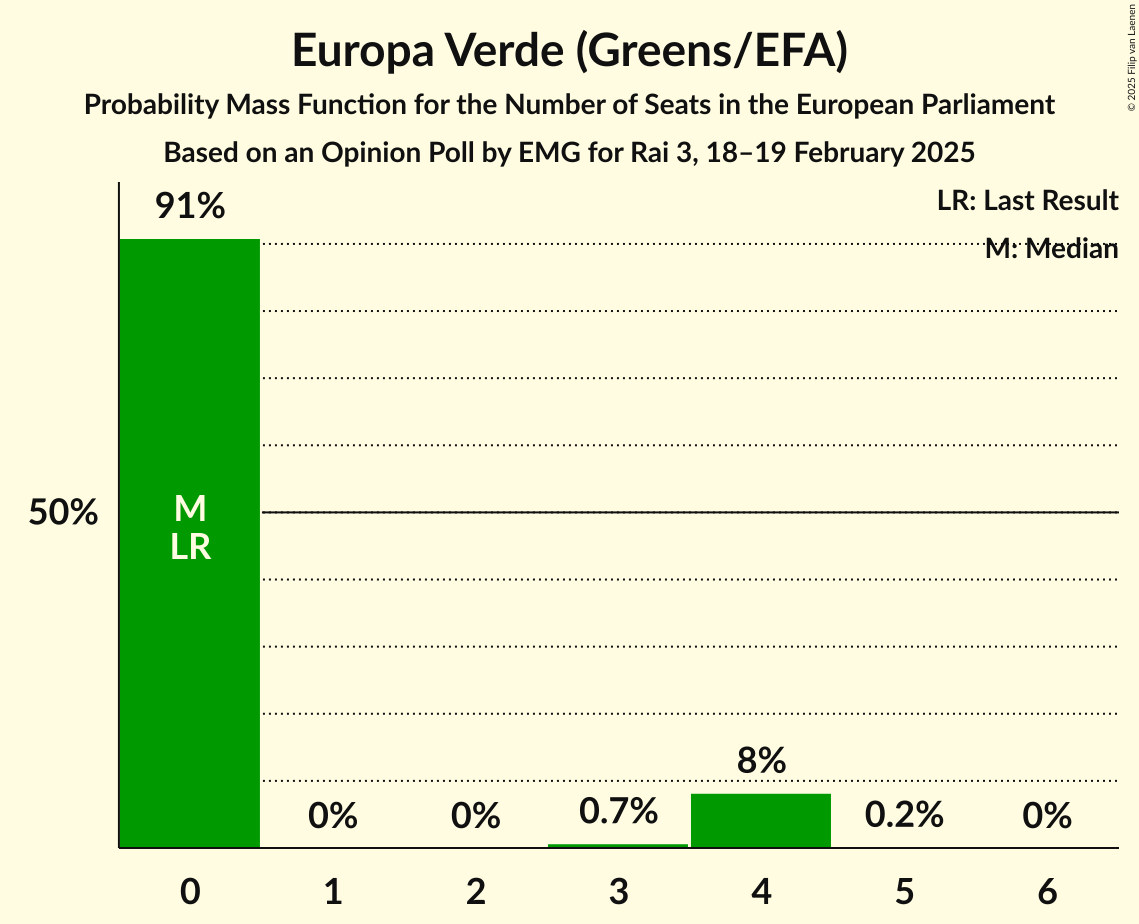 Europa Verde (Greens/EFA)
Probability Mass Function for the Number of Seats in the European Parliament
Based on an Opinion Poll by EMG for Rai 3, 18–19 February 2025
© 2025 Filip van Laenen
LR: Last Result
M: Median
91%
50%
M
LR
0%
0%
0.7%
8%
0.2%
0%
0
1
2
3
4
5
6